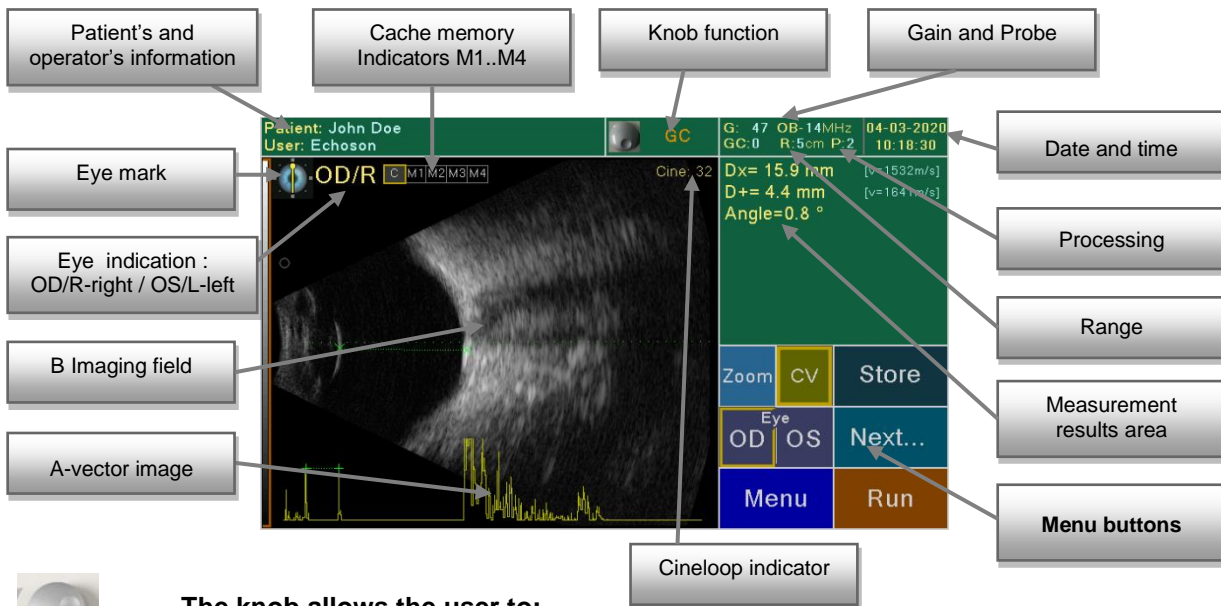 Patient's and
operator's information
Cache memory
Indicators M1..M4
Knob function
Gain and Probe
Patient: John Doe
User: Echoson
GC
G: 47 OB-14MHz
GC:0 R:5cm P:2
04-03-2020
10:18:30
Date and time
Eye mark
OD/R
C M1 M2 M3 M4
Cine: 32
Dx= 15.9 mm [v=1532m/s]
D+= 4.4 mm [v=1641m/s]
Angle=0.8 °
Processing
Eye indication :
OD/R-right / OS/L-left
Range
B Imaging field
Zoom CV Store
Measurement
results area
Eye
OD OS Next...
A-vector image
Menu Run
Menu buttons
Cineloop indicator
The knob allows the user to: